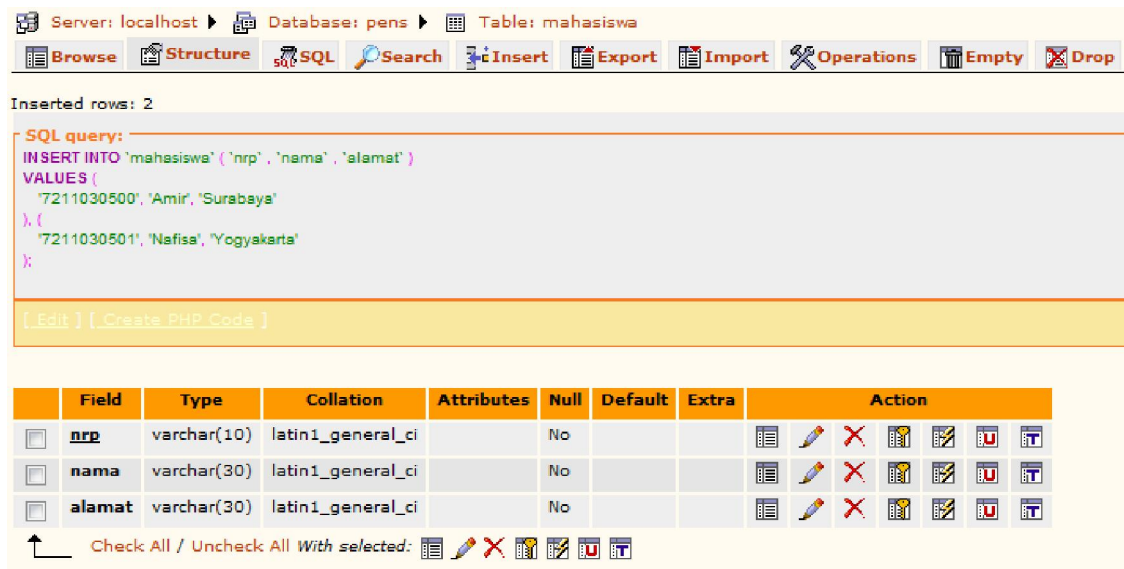 Server: localhost Database: pens Table: mahasiswa
Browse Structure SQL Search Insert Export Import Operations Empty Drop
Inserted rows: 2
SQL query:
INSERT INTO `mahasiswa` ( `nrp` , `nama` , `alamat` )
VALUES (
'7211030500', 'Amir', 'Surabaya'
), (
'7211030501', 'Nafisa', 'Yogyakarta'
);
[ Edit ] [ Create PHP Code ]
Field Type Collation Attributes Null Default Extra Action
nrp varchar(10) latin1_general_ci No
nama varchar(30) latin1_general_ci No
alamat varchar(30) latin1_general_ci No
Check All / Uncheck All With selected: